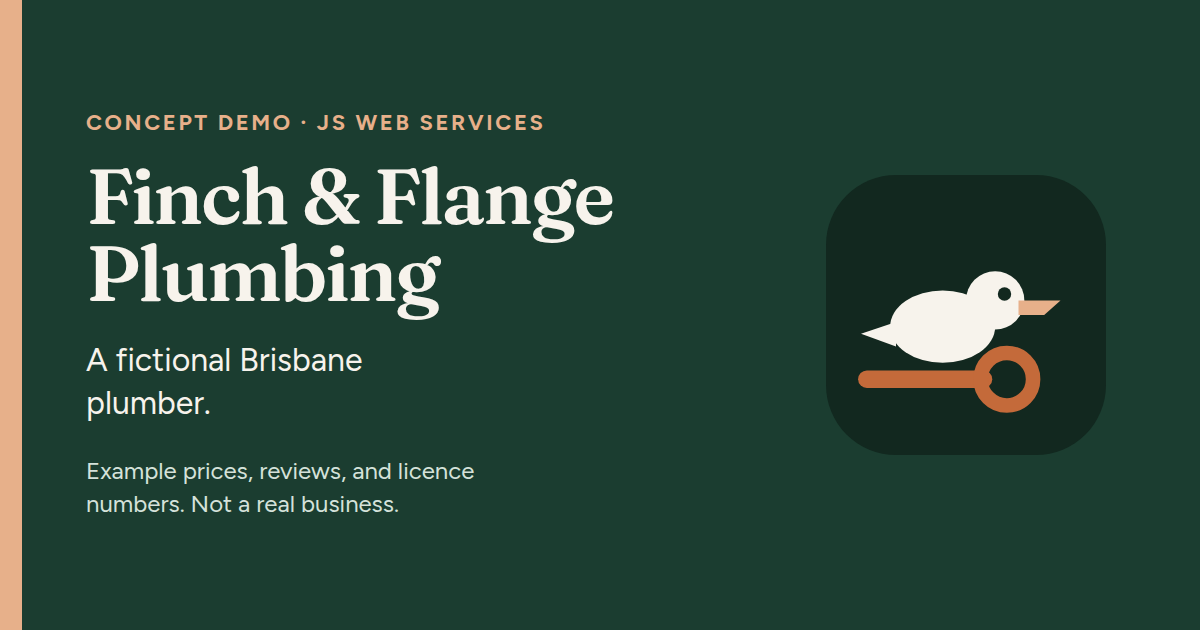 CONCEPT DEMO · JS WEB SERVICES
Finch & Flange
Plumbing
A fictional Brisbane
plumber.
Example prices, reviews, and licence
numbers. Not a real business.